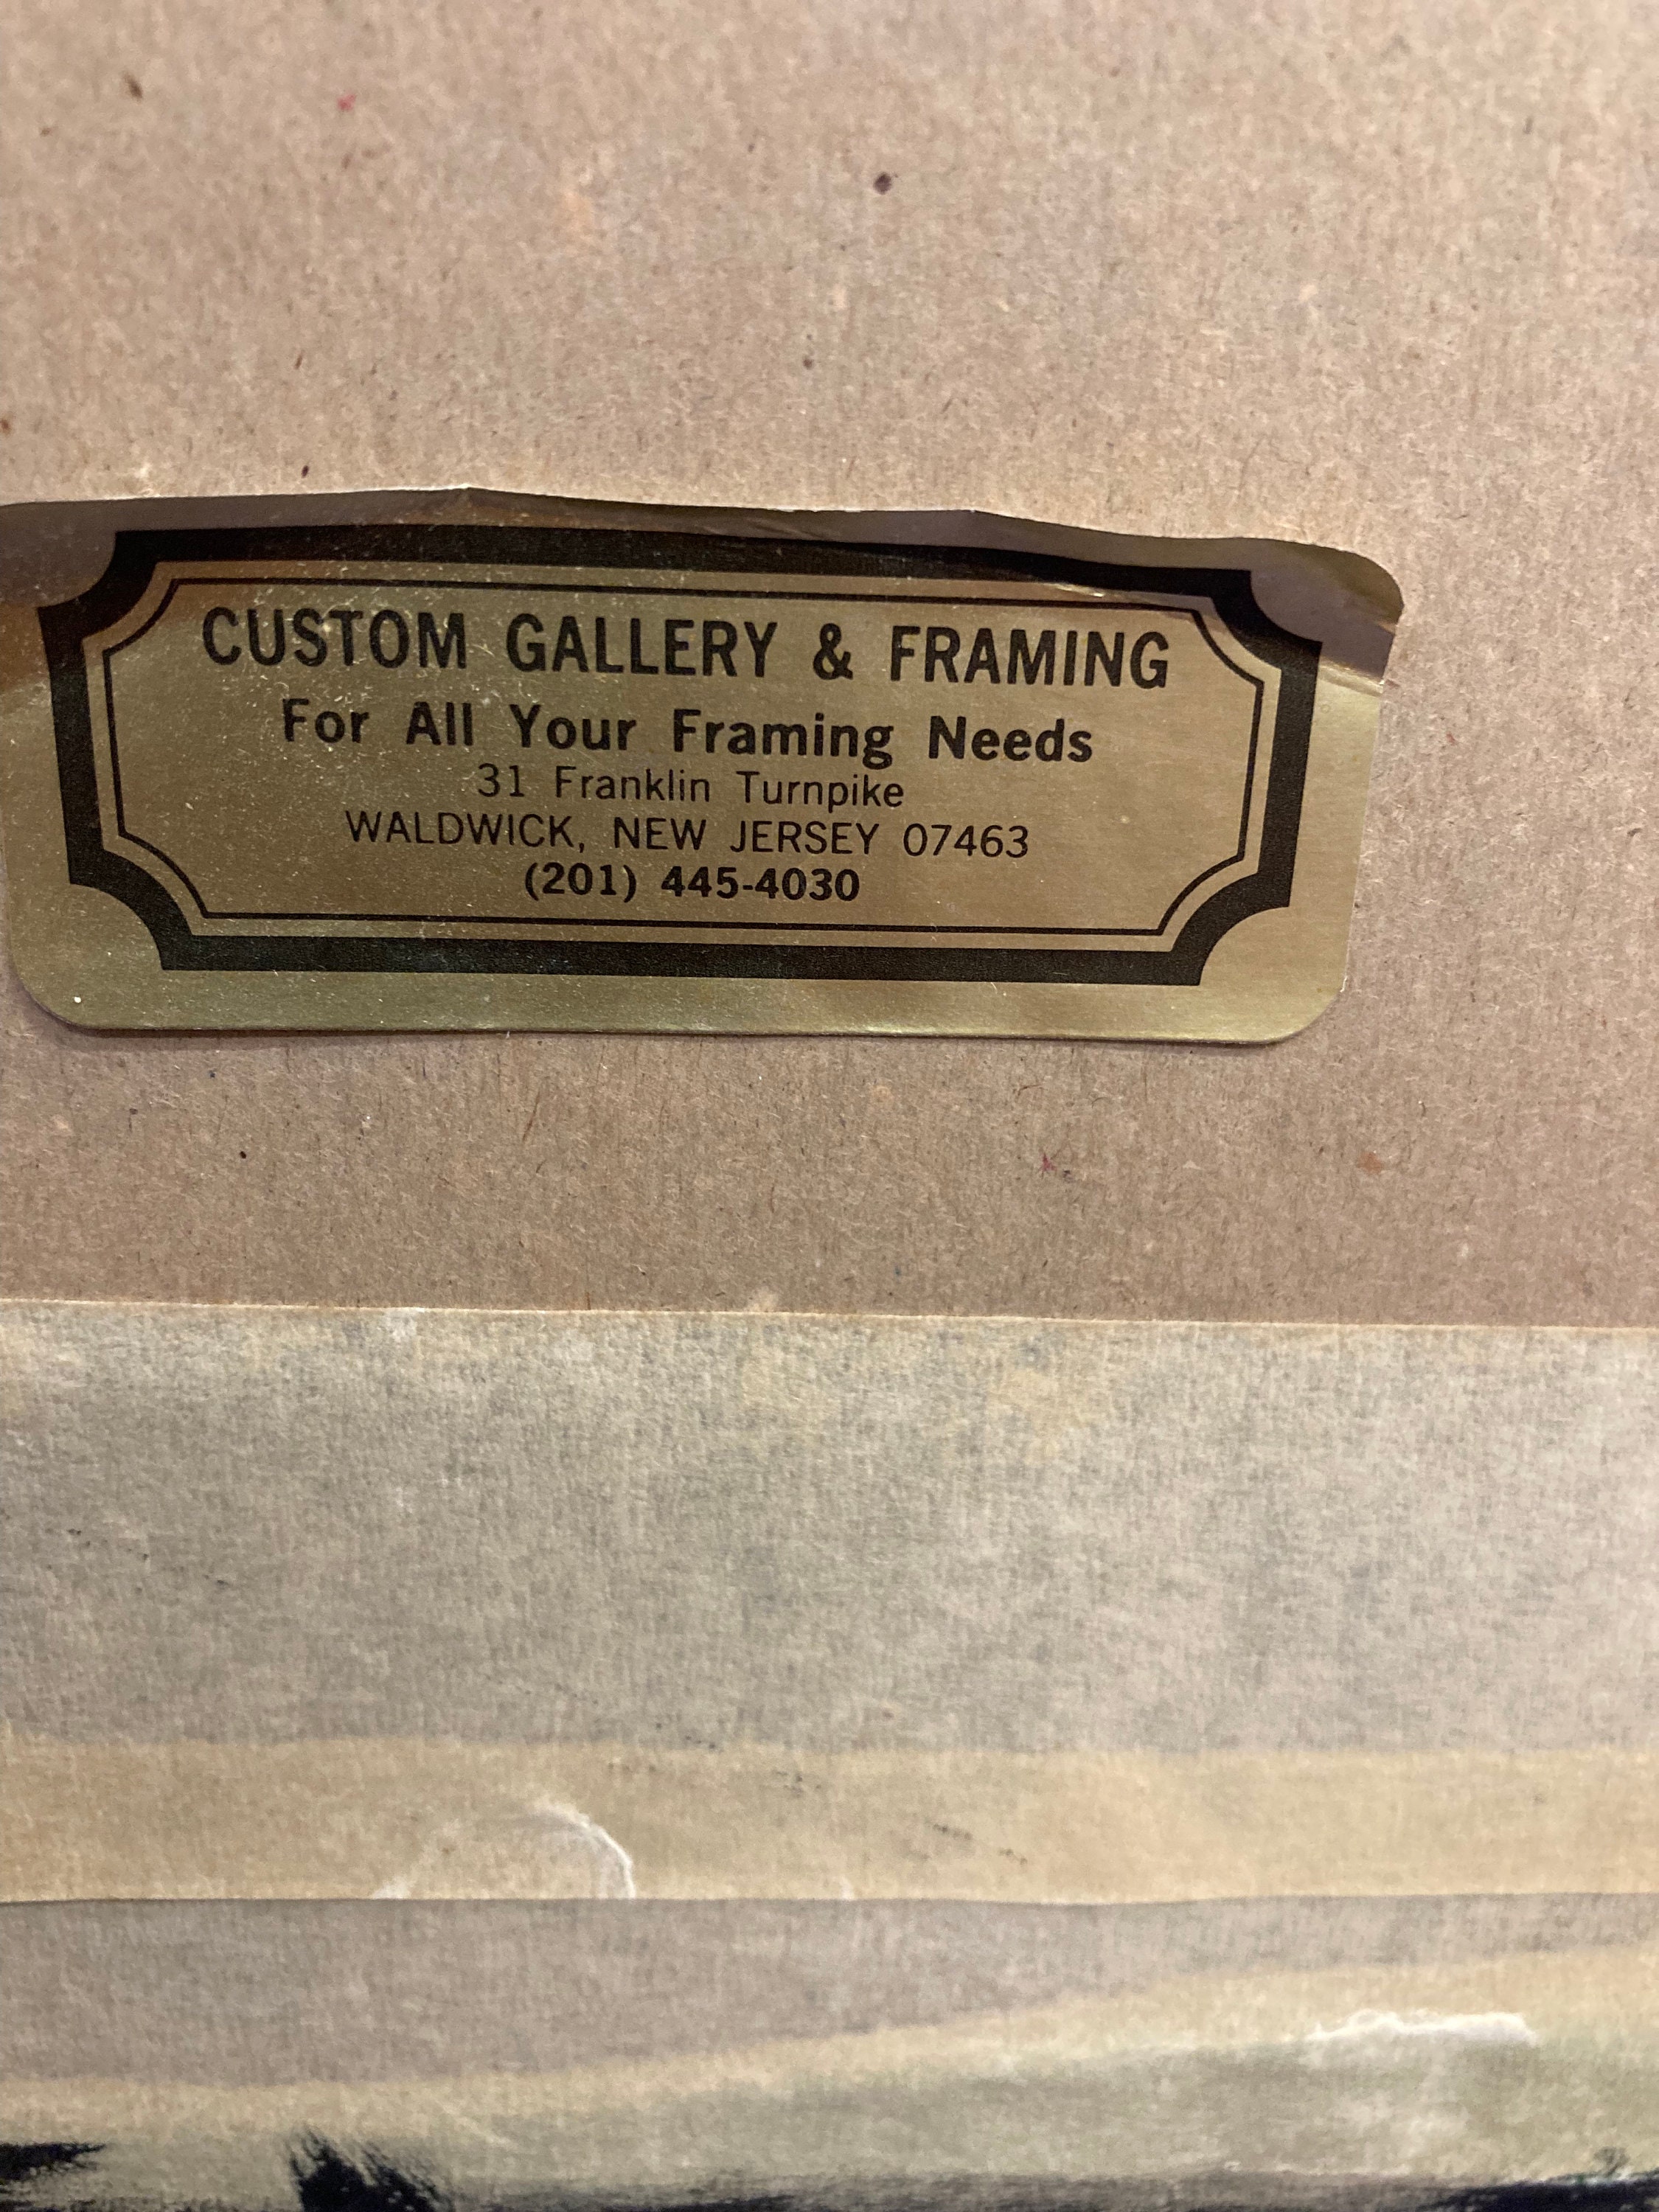 CUSTOM GALLERY & FRAMING
For All Your Framing Needs
31 Franklin Turnpike
WALDWICK, NEW JERSEY 07463
(201) 445-4030